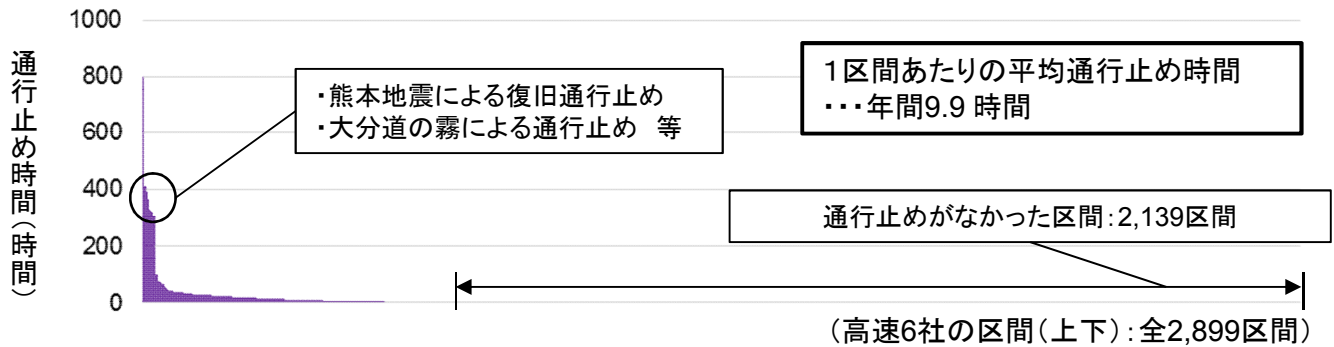 通行止め時間(時間)
1000
800
600
400
200
0
・熊本地震による復旧通行止め
・大分道の霧による通行止め　等
1区間あたりの平均通行止め時間
・・・年間9.9 時間
通行止めがなかった区間:2,139区間
(高速6社の区間(上下):全2,899区間)